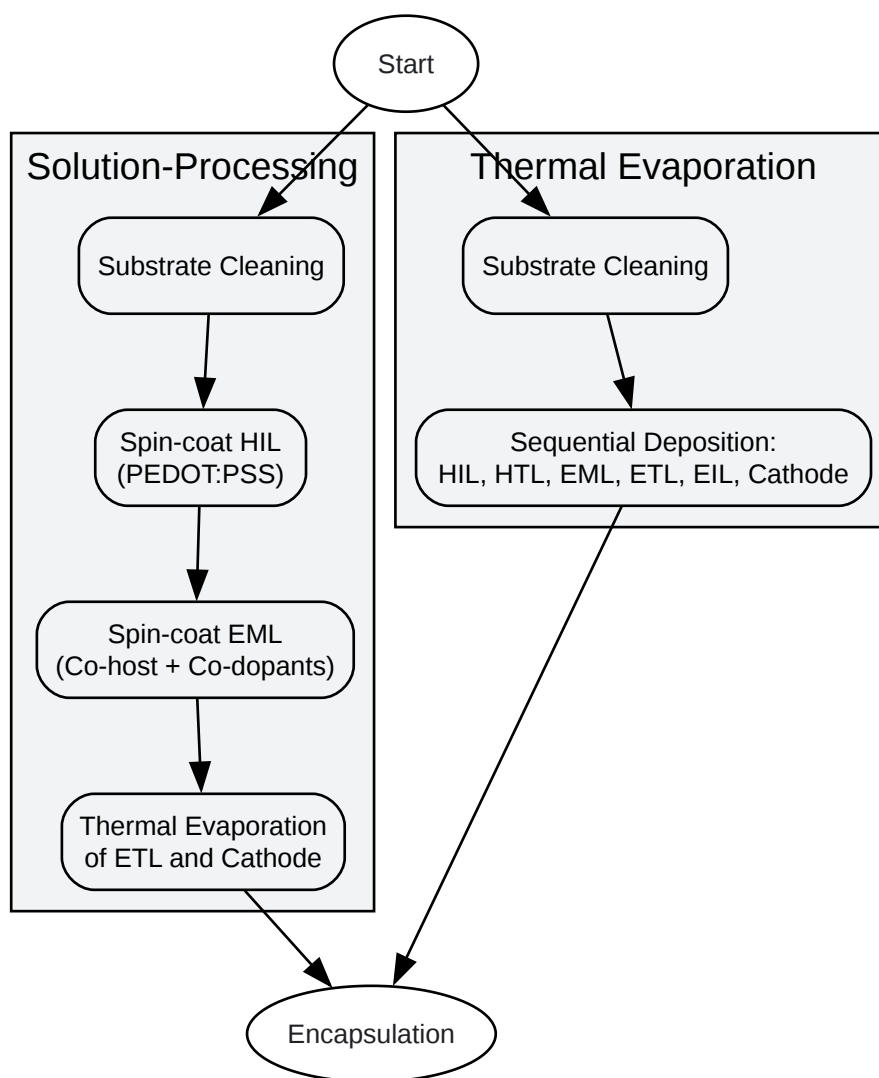 Start
Solution-Processing
Substrate Cleaning
Spin-coat HIL
(PEDOT:PSS)
Spin-coat EML
(Co-host + Co-dopants)
Thermal Evaporation
of ETL and Cathode
Thermal Evaporation
Substrate Cleaning
Sequential Deposition:
HIL, HTL, EML, ETL, EIL, Cathode
Encapsulation